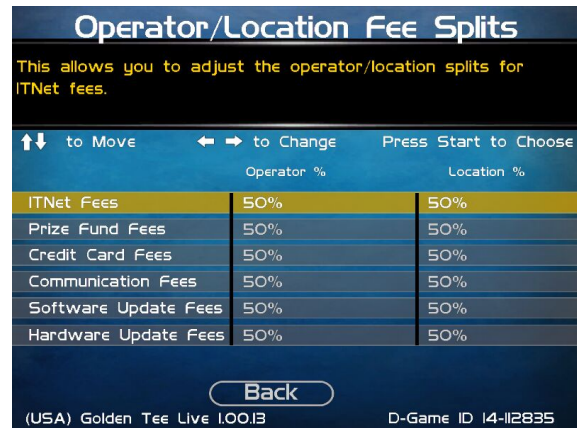 Operator/Location Fee Splits
This allows you to adjust the operator/location splits for
ITNet fees.
to Move to Change Press Start to Choose
Operator % Location %
ITNet Fees 50% 50%
Prize Fund Fees 50% 50%
Credit Card Fees 50% 50%
Communication Fees 50% 50%
Software Update Fees 50% 50%
Hardware Update Fees 50% 50%
Back
(USA) Golden Tee Live 1.00.13 D-Game ID 14-112835